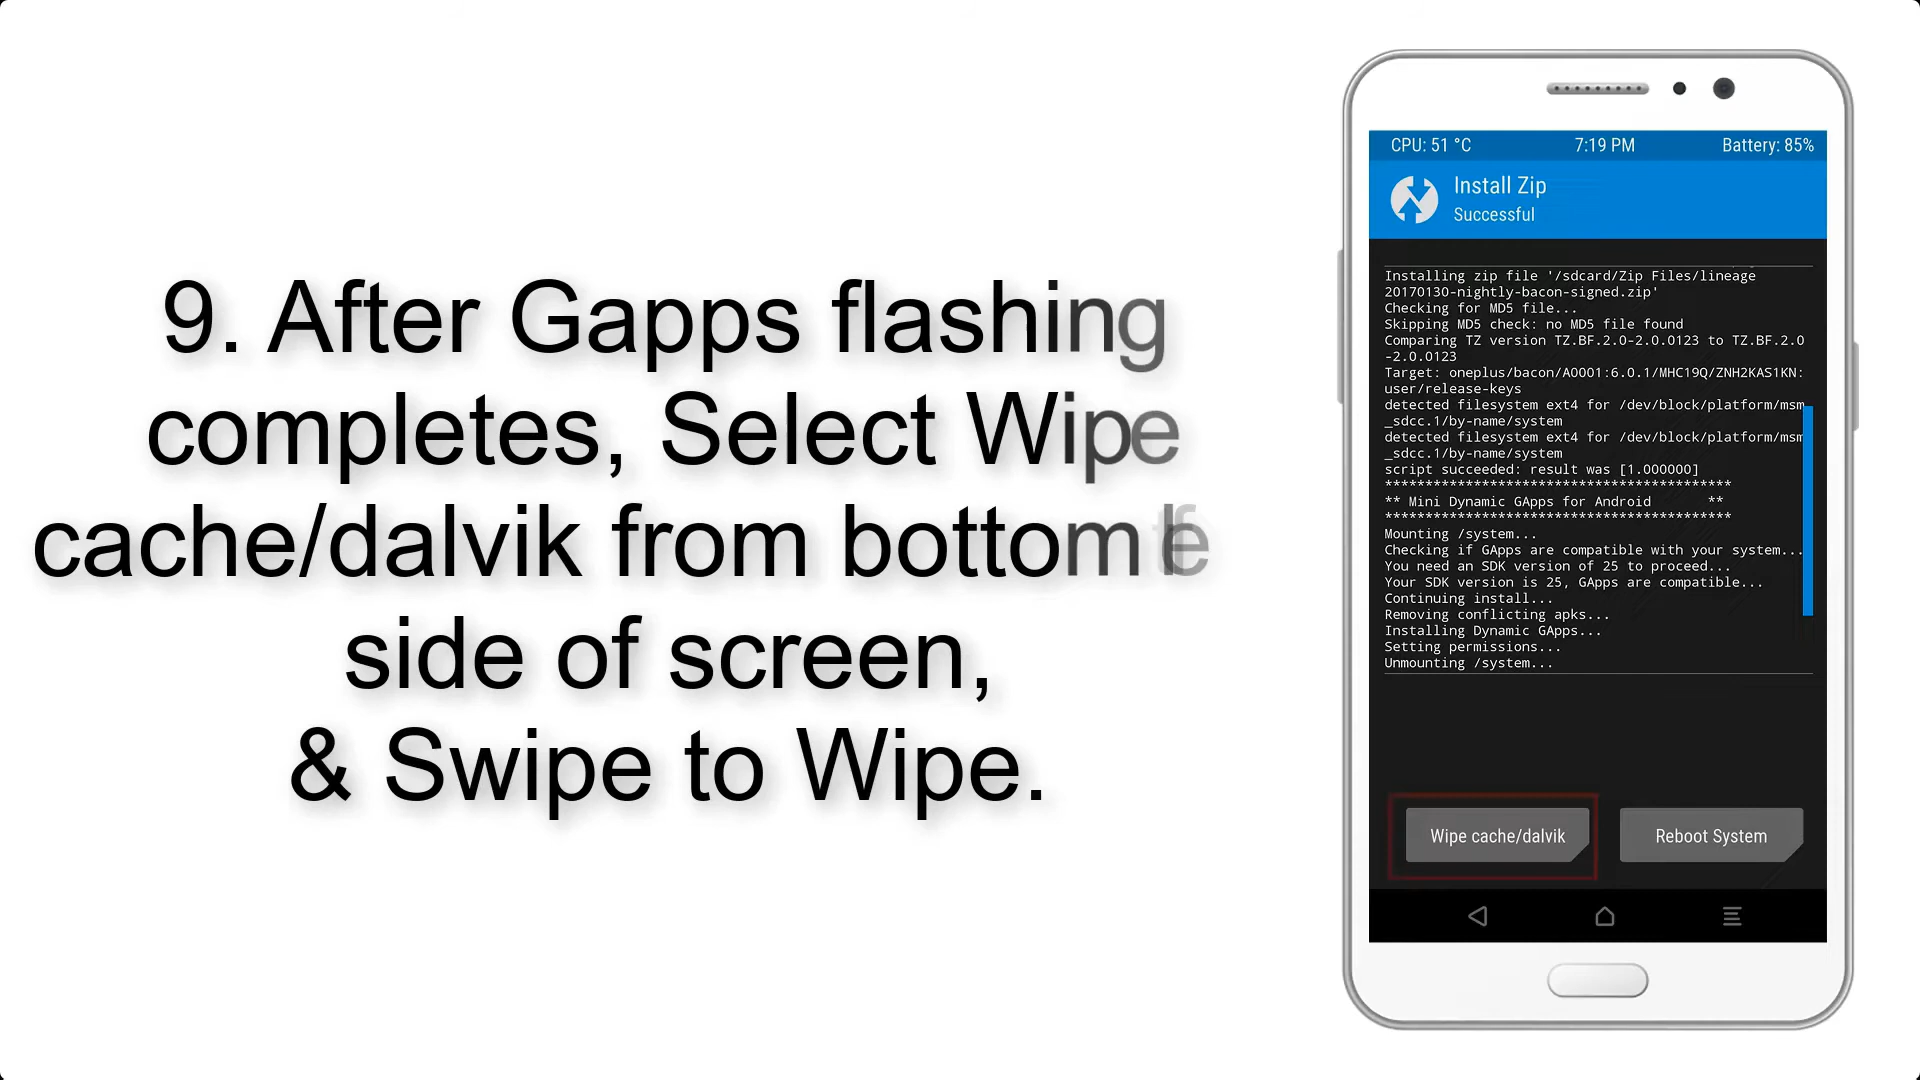 9. After Gapps flashing
completes, Select Wipe
cache/dalvik from bottom
side of screen,
& Swipe to Wipe.
CPU: 51 °C 7:19 PM Battery: 85%
Install Zip
Successful
Installing zip file '/sdcard/Zip Files/lineage
20170130-nightly-bacon-signed.zip'
Checking for MD5 file...
Skipping MD5 check: no MD5 file found
Comparing TZ version TZ.BF.2.0-2.0.0123 to TZ.BF.2.0
-2.0.0123
Target: oneplus/bacon/A0001:6.0.1/MHC19Q/ZNH2KAS1KN:
user/release-keys
detected filesystem ext4 for /dev/block/platform/msm
_sdcc.1/by-name/system
detected filesystem ext4 for /dev/block/platform/msm
_sdcc.1/by-name/system
script succeeded: result was [1.000000]
*******************************************
** Mini Dynamic GApps for Android **
*******************************************
Mounting /system...
Checking if GApps are compatible with your system...
You need an SDK version of 25 to proceed...
Your SDK version is 25, GApps are compatible...
Continuing install...
Removing conflicting apks...
Installing Dynamic GApps...
Setting permissions...
Unmounting /system...
Wipe cache/dalvik Reboot System